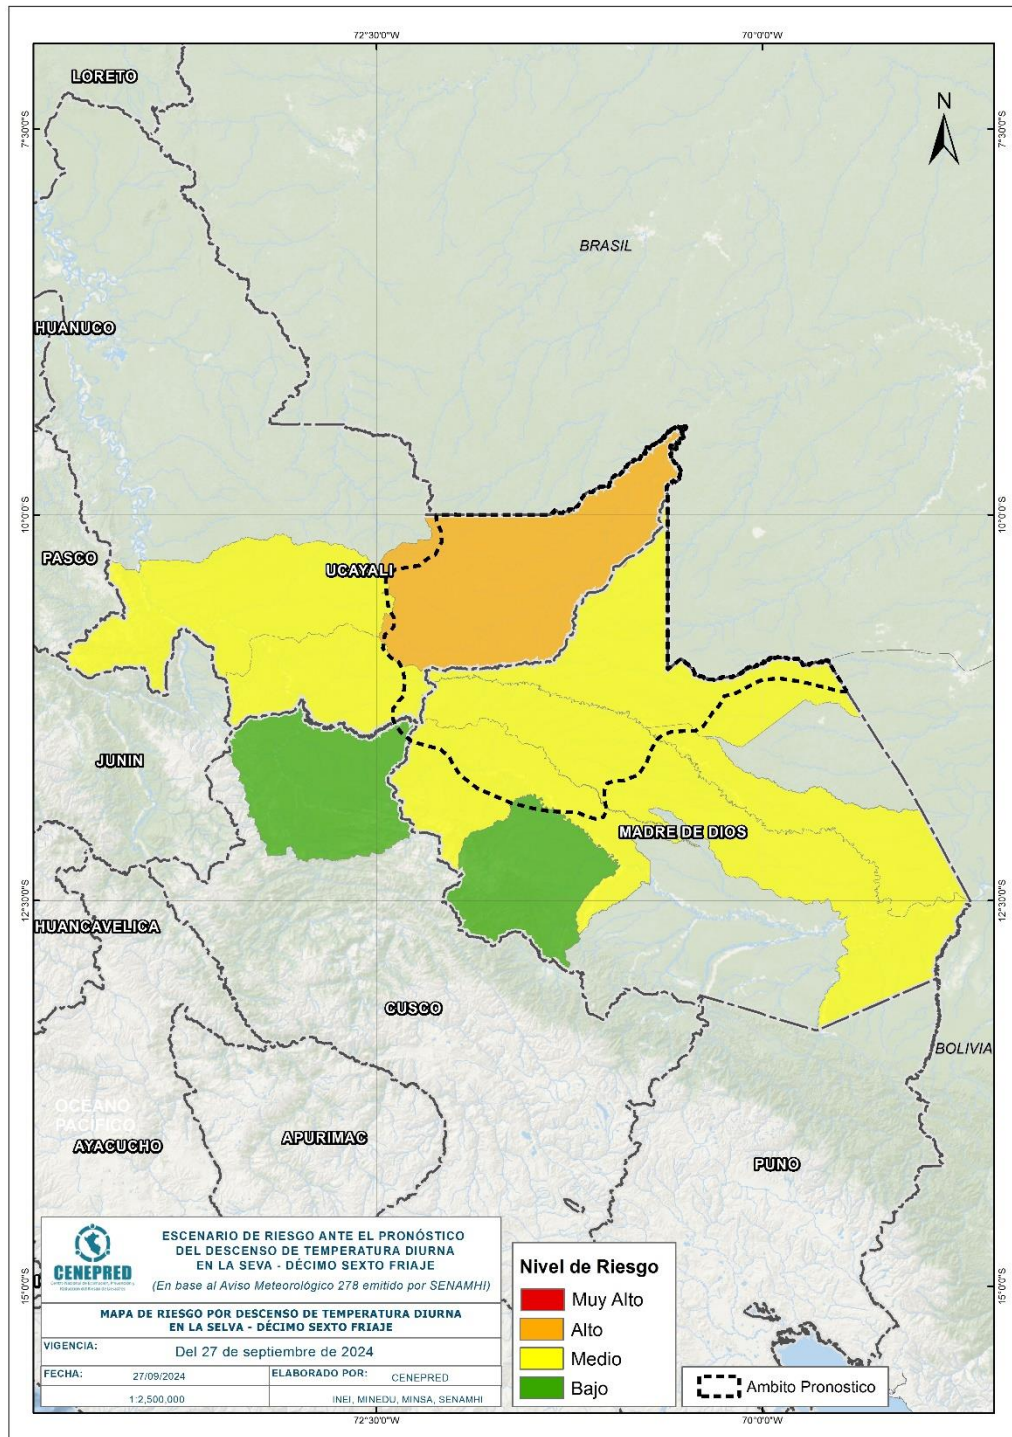 72°30'0"W
70°0'0"W
LORETO
N
7°30'0"S
7°30'0"S
BRASIL
HUANUCO
10°0'0"S
10°0'0"S
PASCO
UCAYALI
JUNIN
MADRE DE DIOS
12°30'0"S
12°30'0"S
HUANCAVELICA
CUSCO
BOLIVIA
OCEANO
PACÍFICO
AYACUCHO
APURIMAC
PUNO
15°0'0"S
15°0'0"S
CENEPRED
ESCENARIO DE RIESGO ANTE EL PRONÓSTICO
DEL DESCENSO DE TEMPERATURA DIURNA
EN LA SEVA - DÉCIMO SEXTO FRIAJE
(En base al Aviso Meteorológico 278 emitido por SENAMHI)
MAPA DE RIESGO POR DESCENSO DE TEMPERATURA DIURNA
EN LA SELVA - DÉCIMO SEXTO FRIAJE
VIGENCIA:
Del 27 de septiembre de 2024
FECHA:
27/09/2024
ELABORADO POR:
CENEPRED
1:2,500,000
INEI, MINEDU, MINSA, SENAMHI
Nivel de Riesgo
Muy Alto
Alto
Medio
Bajo
Ambito Pronostico
72°30'0"W
70°0'0"W